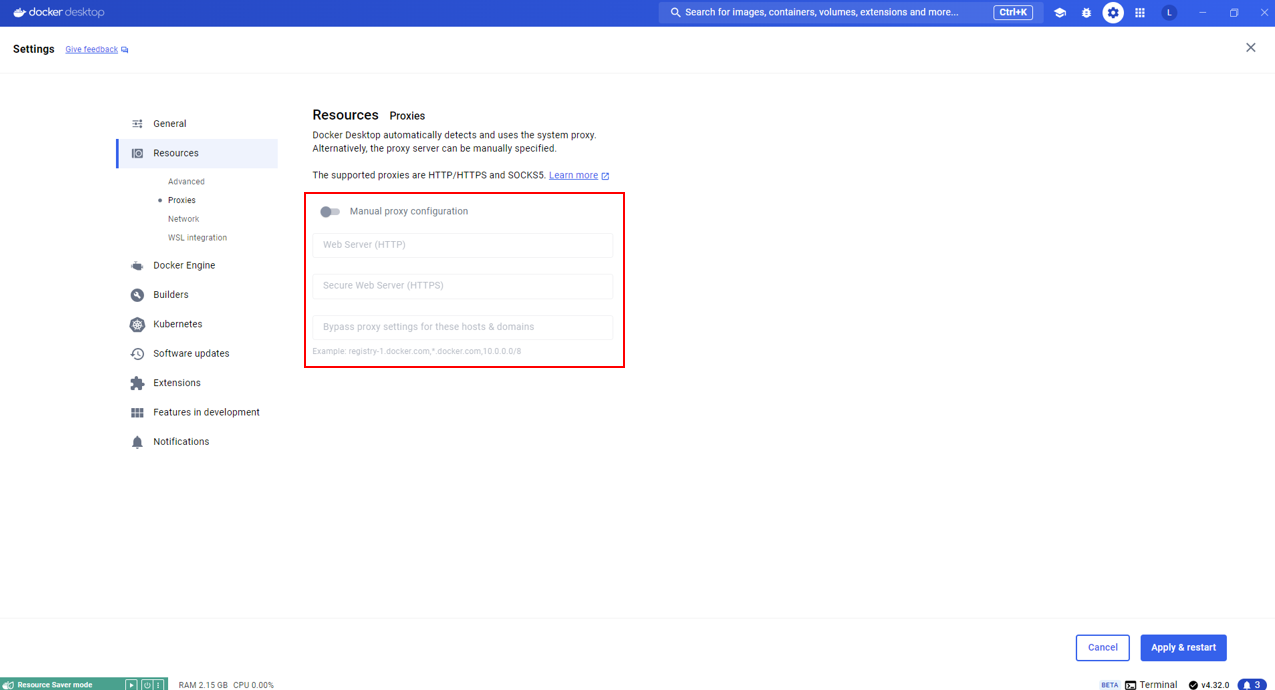 docker desktop
Search for images, containers, volumes, extensions and more...
Ctrl+K
L
Settings
Give feedback
General
Resources
Advanced
Proxies
Network
WSL integration
Docker Engine
Builders
Kubernetes
Software updates
Extensions
Features in development
Notifications
Resources Proxies
Docker Desktop automatically detects and uses the system proxy.
Alternatively, the proxy server can be manually specified.
The supported proxies are HTTP/HTTPS and SOCKS5. Learn more
Manual proxy configuration
Web Server (HTTP)
Secure Web Server (HTTPS)
Bypass proxy settings for these hosts & domains
Example: registry-1.docker.com,*.docker.com,10.0.0.0/8
Cancel
Apply & restart
Resource Saver mode
RAM 2.15 GB CPU 0.00%
BETA
Terminal
v4.32.0
3